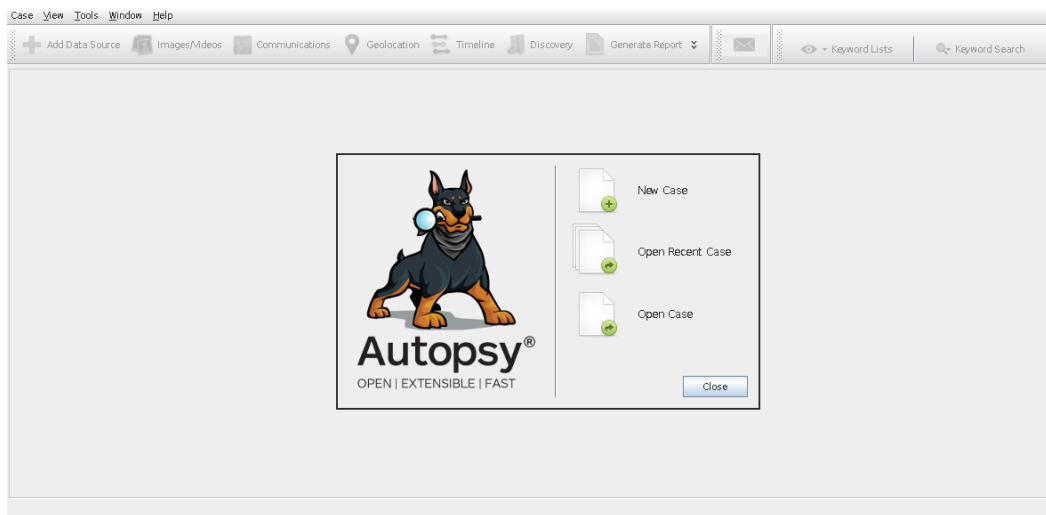 Case View Tools Window Help
Add Data Source Images/Videos Communications Geolocation Timeline Discovery Generate Report Keyword Lists Keyword Search
New Case
Open Recent Case
Open Case
Autopsy®
OPEN | EXTENSIBLE | FAST
Close